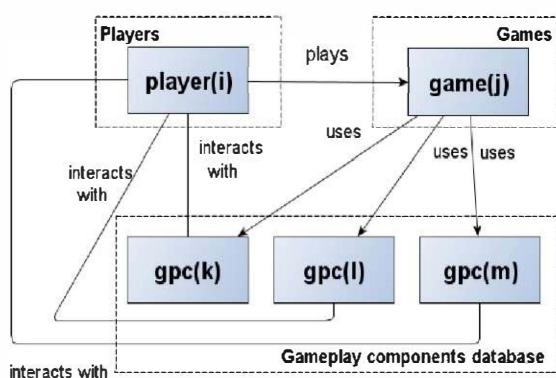 Players
Games
plays
player(i)
game(j)
uses
interacts
with
uses uses
interacts
with
gpc(k)
gpc(l)
gpc(m)
Gameplay components database
interacts with